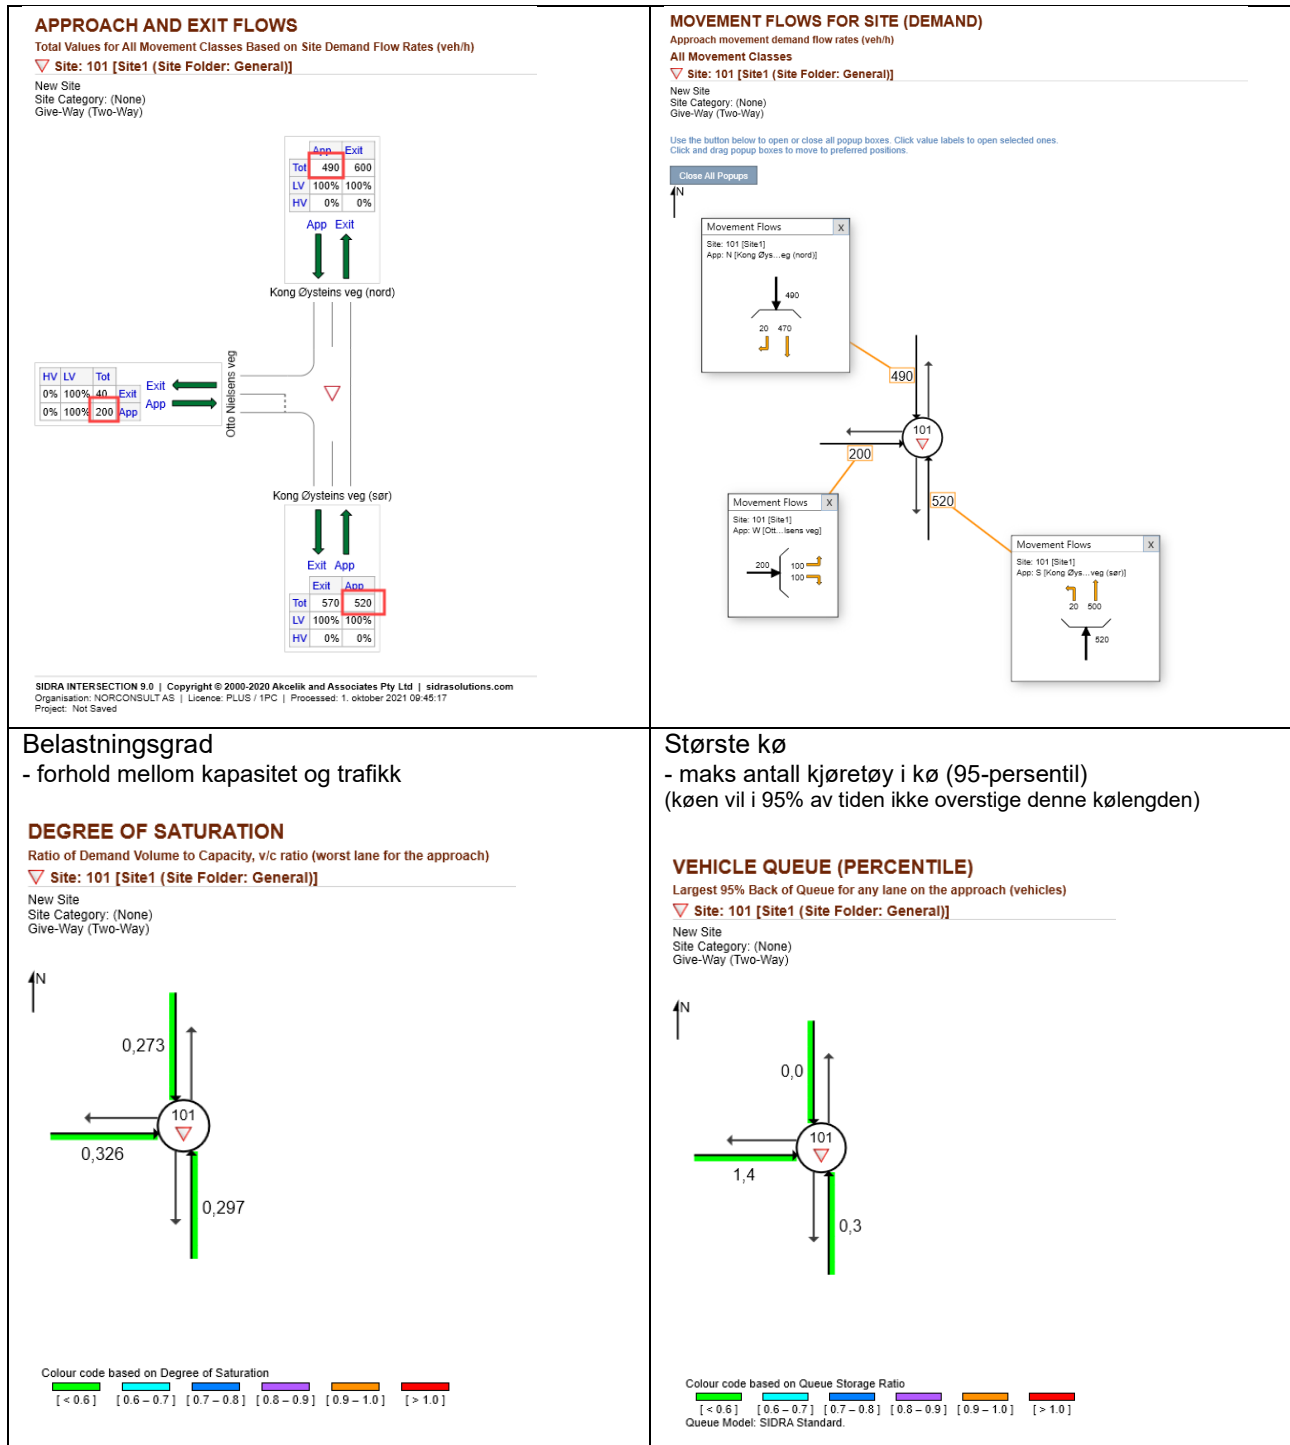 APPROACH AND EXIT FLOWS
Total Values for All Movement Classes Based on Site Demand Flow Rates (veh/h)
Site: 101 [Site1 (Site Folder: General)]
New Site
Site Category: (None)
Give-Way (Two-Way)
App Exit
Tot 490 600
LV 100% 100%
HV 0% 0%
App Exit
Kong Øysteins veg (nord)
HV LV Tot
0% 100% 40 Exit
0% 100% 200 App
Exit
App
Otto Nielsens veg
Kong Øysteins veg (sør)
Exit App
Exit App
Tot 570 520
LV 100% 100%
HV 0% 0%
SIDRA INTERSECTION 9.0 | Copyright © 2000-2020 Akcelik and Associates Pty Ltd | sidrasolutions.com
Organisation: NORCONSULT AS | Licence: PLUS / 1PC | Processed: 1. oktober 2021 09:45:17
Project: Not Saved
MOVEMENT FLOWS FOR SITE (DEMAND)
Approach movement demand flow rates (veh/h)
All Movement Classes
Site: 101 [Site1 (Site Folder: General)]
New Site
Site Category: (None)
Give-Way (Two-Way)
Use the button below to open or close all popup boxes. Click value labels to open selected ones.
Click and drag popup boxes to move to preferred positions.
Close All Popups
N
Movement Flows X
Site: 101 [Site1]
App: N [Kong Øys...eg (nord)]
490
20 470
490
101
200
520
Movement Flows X
Site: 101 [Site1]
App: W [Ott...lsens veg]
200
100
100
Movement Flows X
Site: 101 [Site1]
App: S [Kong Øys...veg (sør)]
20 500
520
Belastningsgrad
- forhold mellom kapasitet og trafikk
DEGREE OF SATURATION
Ratio of Demand Volume to Capacity, v/c ratio (worst lane for the approach)
Site: 101 [Site1 (Site Folder: General)]
New Site
Site Category: (None)
Give-Way (Two-Way)
N
0,273
101
0,326
0,297
Colour code based on Degree of Saturation
[ < 0.6 ] [ 0.6 – 0.7 ] [ 0.7 – 0.8 ] [ 0.8 – 0.9 ] [ 0.9 – 1.0 ] [ > 1.0 ]
Største kø
- maks antall kjøretøy i kø (95-persentil)
(køen vil i 95% av tiden ikke overstige denne kølengden)
VEHICLE QUEUE (PERCENTILE)
Largest 95% Back of Queue for any lane on the approach (vehicles)
Site: 101 [Site1 (Site Folder: General)]
New Site
Site Category: (None)
Give-Way (Two-Way)
N
0,0
101
1,4
0,3
Colour code based on Queue Storage Ratio
[ < 0.6 ] [ 0.6 – 0.7 ] [ 0.7 – 0.8 ] [ 0.8 – 0.9 ] [ 0.9 – 1.0 ] [ > 1.0 ]
Queue Model: SIDRA Standard.